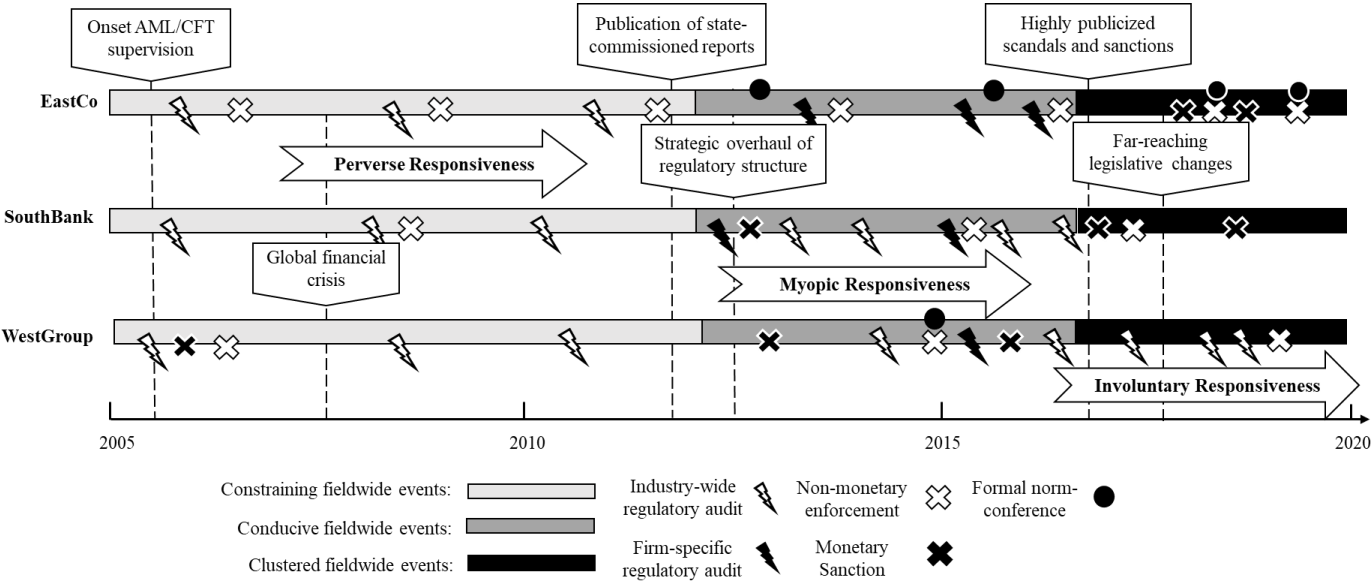 Onset AML/CFT
supervision
Publication of state-
commissioned reports
Highly publicized
scandals and sanctions
EastCo
Perverse Responsiveness
Strategic overhaul of
regulatory structure
Far-reaching
legislative changes
SouthBank
Global financial
crisis
Myopic Responsiveness
WestGroup
Involuntary Responsiveness
2005
2010
2015
2020
Constraining fieldwide events:
Conducive fieldwide events:
Clustered fieldwide events:
Industry-wide
regulatory audit
Firm-specific
regulatory audit
Non-monetary
enforcement
Monetary
Sanction
Formal norm-
conference